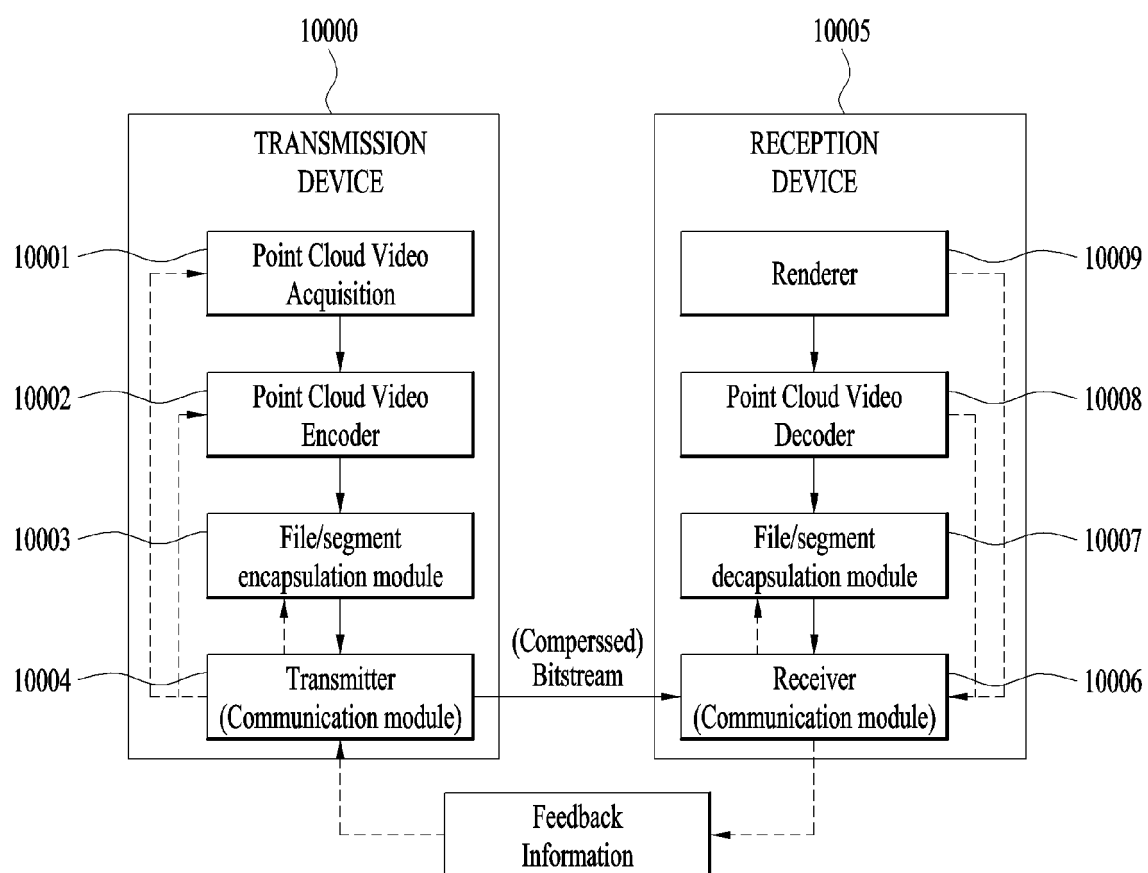 10000
10005
TRANSMISSION
DEVICE
RECEPTION
DEVICE
10001
Point Cloud Video
Acquisition
Renderer
10009
10002
Point Cloud Video
Encoder
Point Cloud Video
Decoder
10008
10003
File/segment
encapsulation module
File/segment
decapsulation module
10007
(Comperssed)
Bitstream
10004
Transmitter
(Communication module)
Receiver
(Communication module)
10006
Feedback
Information